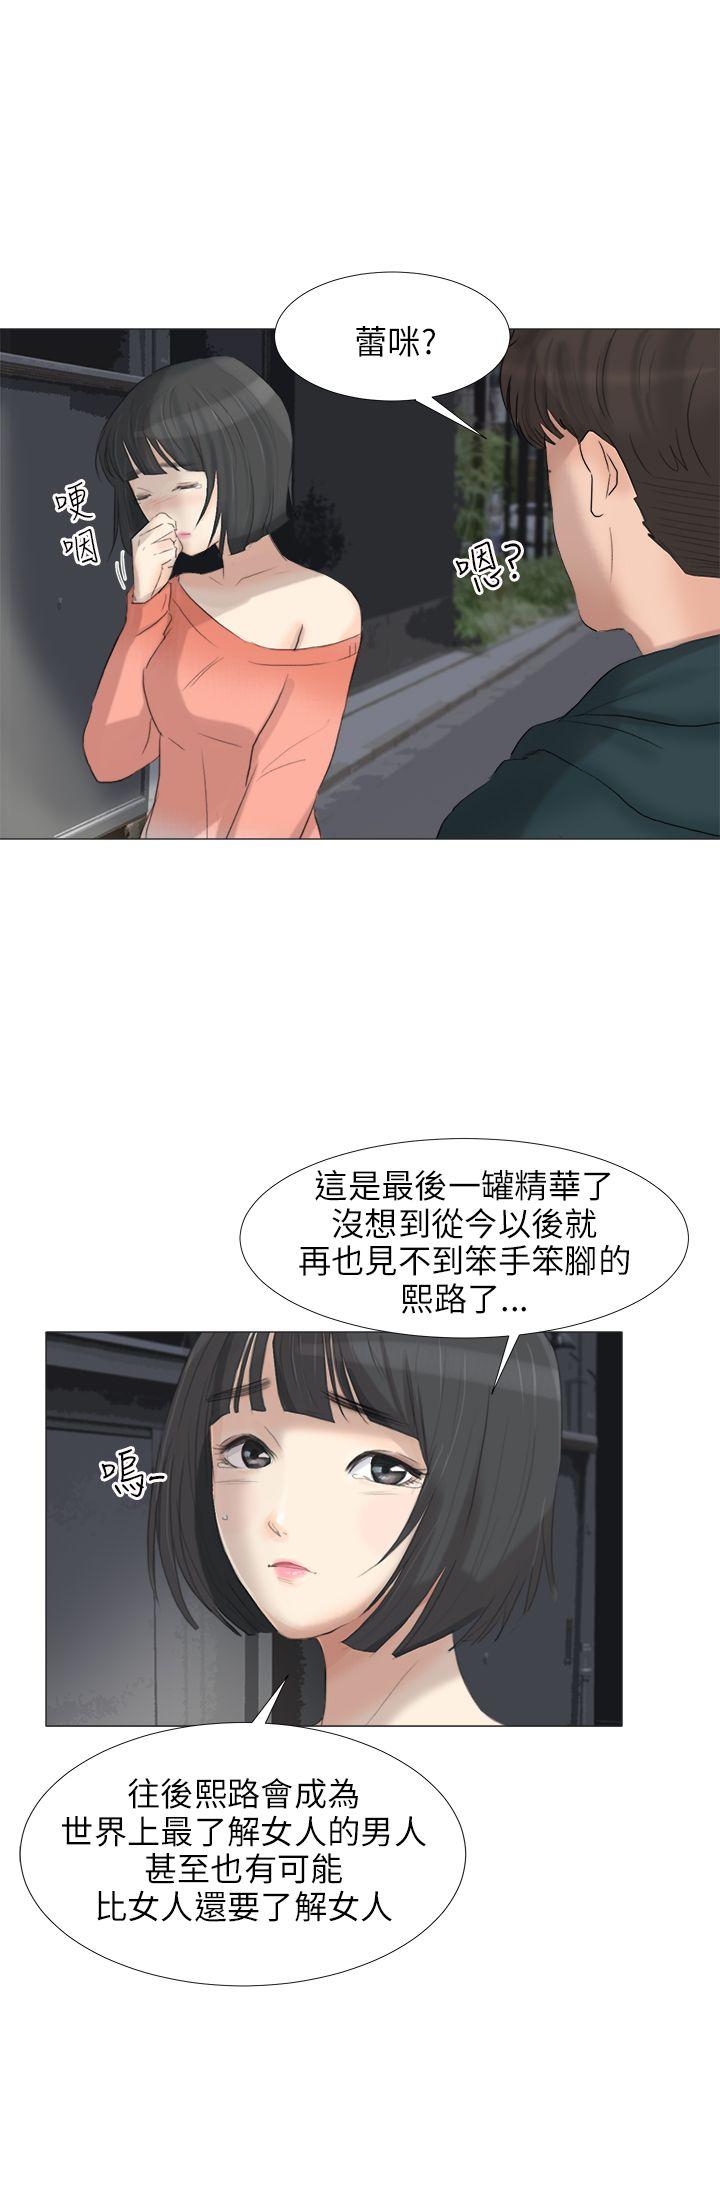 蕾咪?
哽
咽
嗯?
這是最後一罐精華了
沒想到從今以後就
再也見不到笨手笨腳的
熙路了...
嗚-
往後熙路會成為
世界上最了解女人的男人
甚至也有可能
比女人還要了解女人